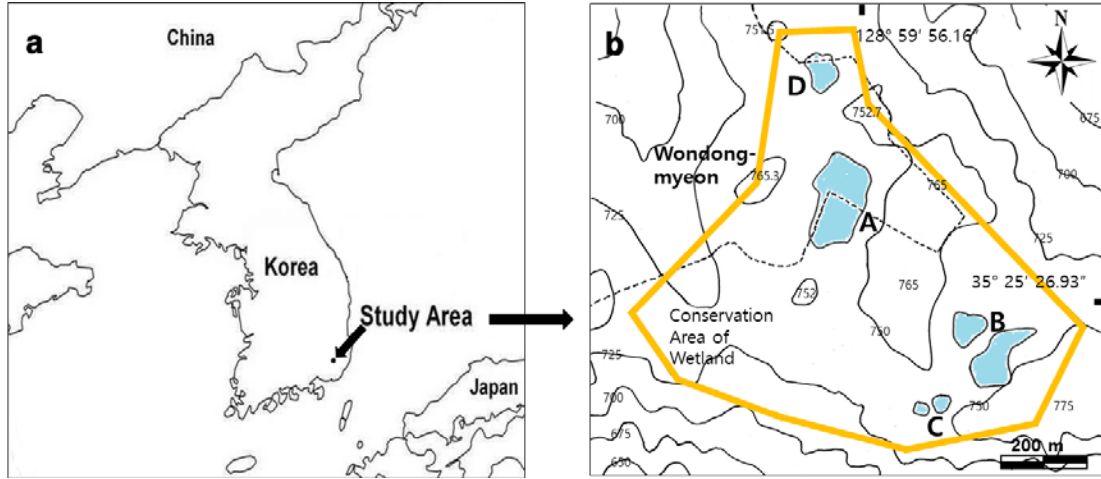 a
China
Korea
Study Area
Japan
b
751.5
128° 59' 56.16"
N
D
675
700
752.7
Wondong-
myeon
765.3
765
700
A
725
725
765
35° 25' 26.93"
752
Conservation
Area of
Wetland
750
B
725
700
C
750
775
675
650
200 m